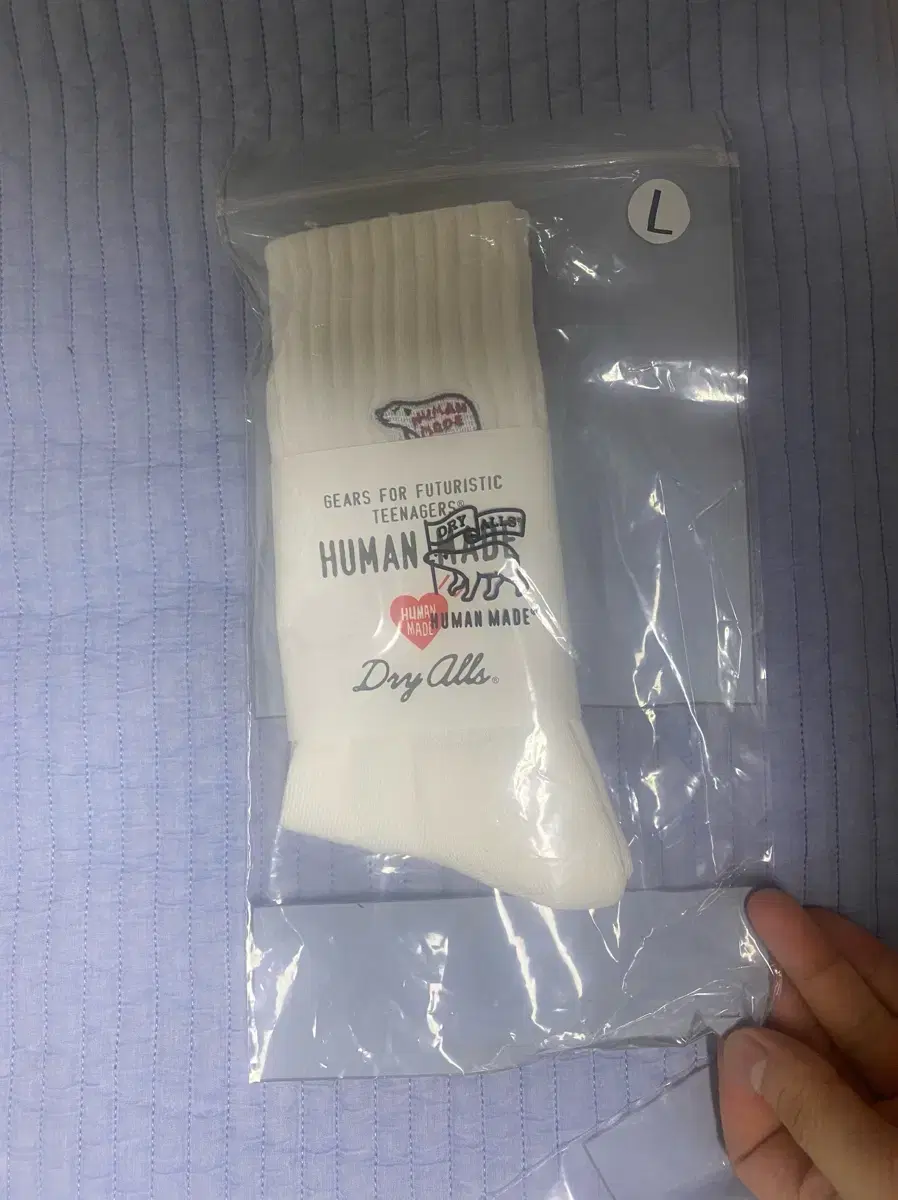 L
HUMAN
MADE
GEARS FOR FUTURISTIC
TEENAGERS®
DRY ALLS
HUMAN MADE
HUMAN
MADE
HUMAN MADE®
Dry Alls®